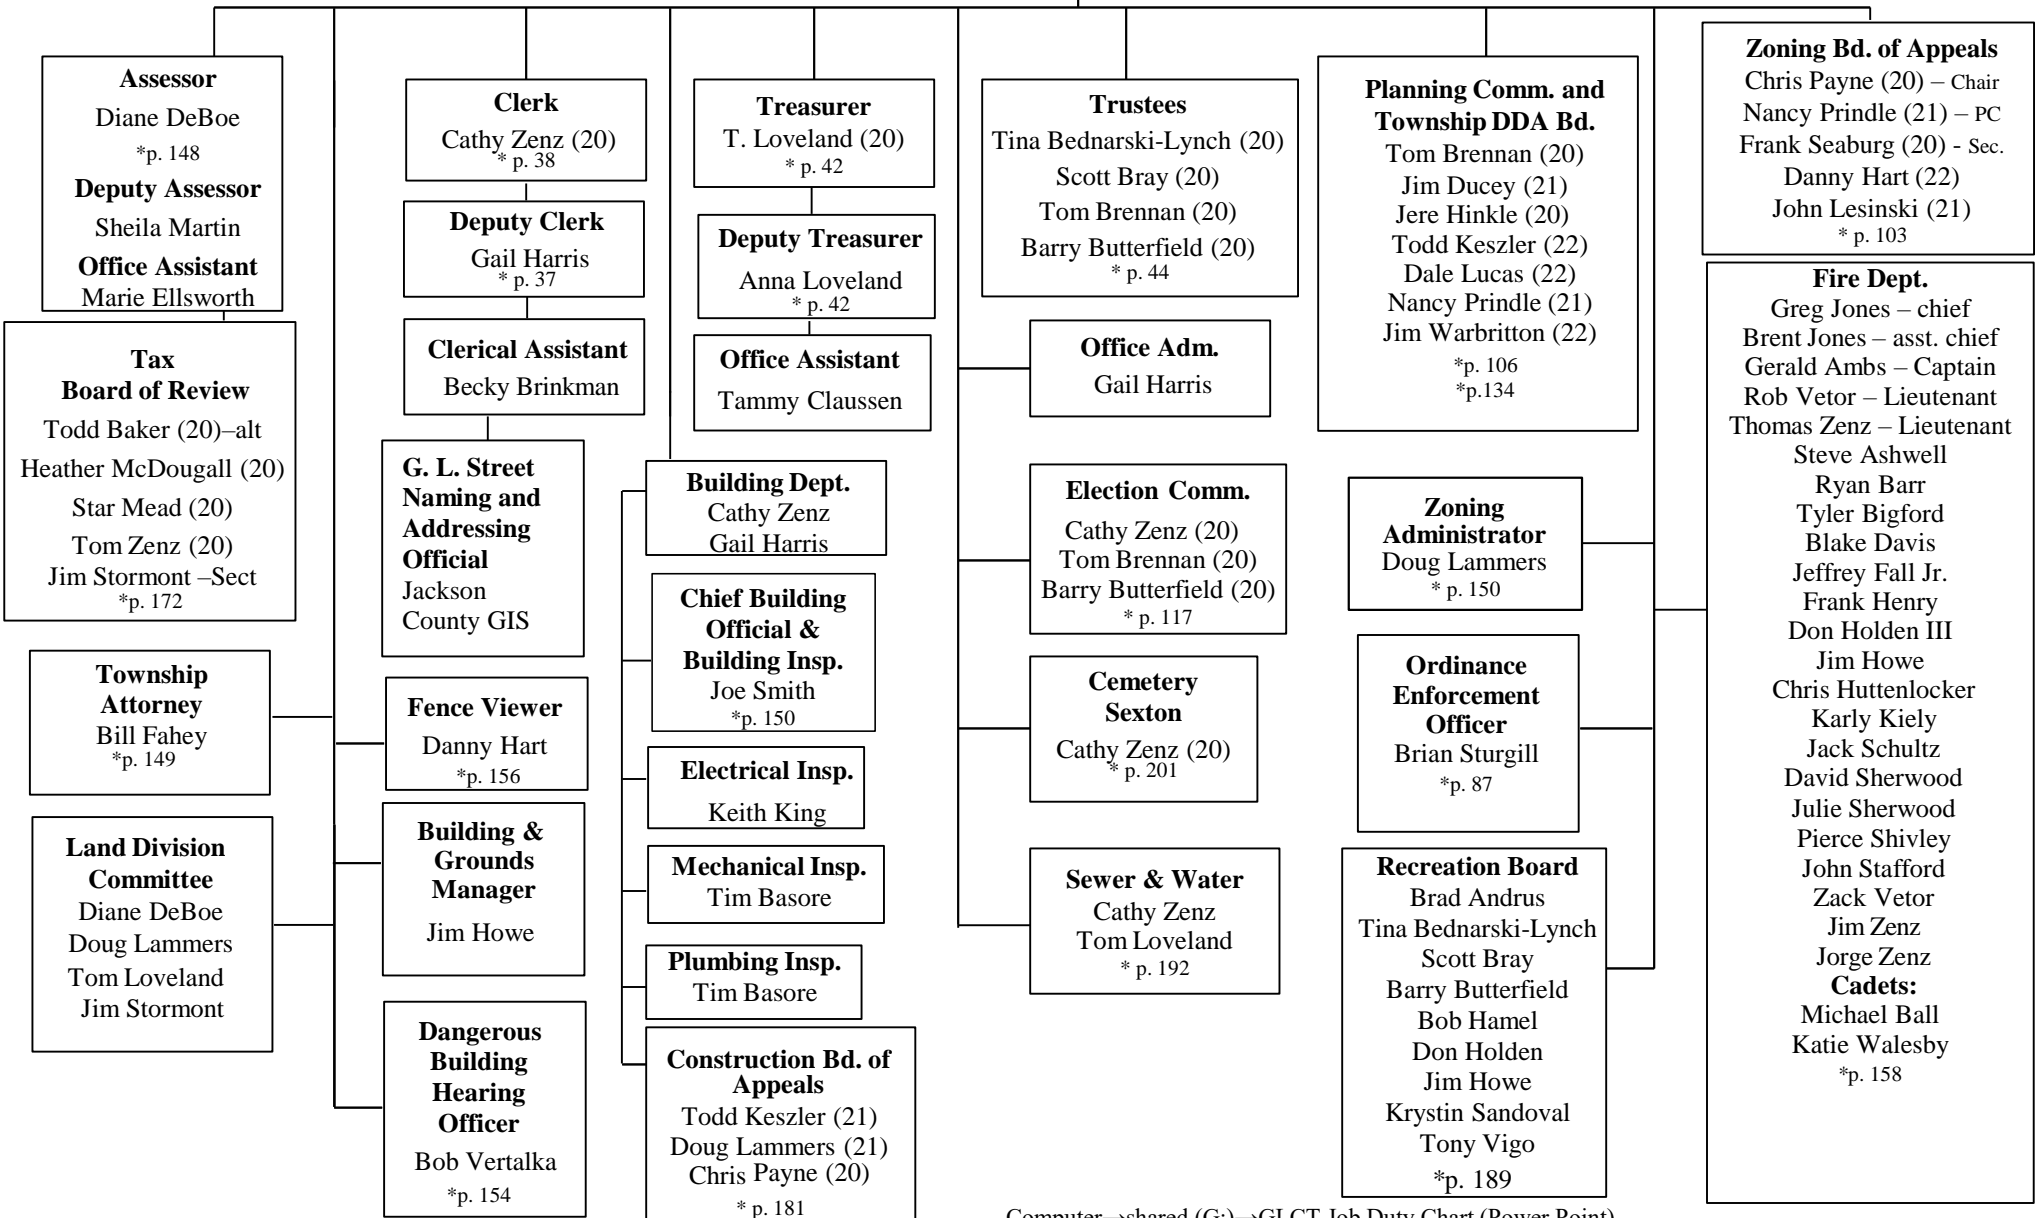 Assessor
Diane DeBoe
*p. 148
Deputy Assessor
Sheila Martin
Office Assistant
Marie Ellsworth
Tax
Board of Review
Todd Baker (20)–alt
Heather McDougall (20)
Star Mead (20)
Tom Zenz (20)
Jim Stormont –Sect
*p. 172
Township
Attorney
Bill Fahey
*p. 149
Land Division
Committee
Diane DeBoe
Doug Lammers
Tom Loveland
Jim Stormont
Clerk
Cathy Zenz (20)
* p. 38
Deputy Clerk
Gail Harris
* p. 37
Clerical Assistant
Becky Brinkman
G. L. Street
Naming and
Addressing
Official
Jackson
County GIS
Fence Viewer
Danny Hart
*p. 156
Building &
Grounds
Manager
Jim Howe
Dangerous
Building
Hearing
Officer
Bob Vertalka
*p. 154
Treasurer
T. Loveland (20)
* p. 42
Deputy Treasurer
Anna Loveland
* p. 42
Office Assistant
Tammy Claussen
Building Dept.
Cathy Zenz
Gail Harris
Chief Building
Official &
Building Insp.
Joe Smith
*p. 150
Electrical Insp.
Keith King
Mechanical Insp.
Tim Basore
Plumbing Insp.
Tim Basore
Construction Bd. of
Appeals
Todd Keszler (21)
Doug Lammers (21)
Chris Payne (20)
* p. 181
Trustees
Tina Bednarski-Lynch (20)
Scott Bray (20)
Tom Brennan (20)
Barry Butterfield (20)
* p. 44
Office Adm.
Gail Harris
Election Comm.
Cathy Zenz (20)
Tom Brennan (20)
Barry Butterfield (20)
* p. 117
Cemetery
Sexton
Cathy Zenz (20)
* p. 201
Sewer & Water
Cathy Zenz
Tom Loveland
* p. 192
Planning Comm. and
Township DDA Bd.
Tom Brennan (20)
Jim Ducey (21)
Jere Hinkle (20)
Todd Keszler (22)
Dale Lucas (22)
Nancy Prindle (21)
Jim Warbritton (22)
*p. 106
*p.134
Zoning
Administrator
Doug Lammers
* p. 150
Ordinance
Enforcement
Officer
Brian Sturgill
*p. 87
Recreation Board
Brad Andrus
Tina Bednarski-Lynch
Scott Bray
Barry Butterfield
Bob Hamel
Don Holden
Jim Howe
Krystin Sandoval
Tony Vigo
*p. 189
Zoning Bd. of Appeals
Chris Payne (20) – Chair
Nancy Prindle (21) – PC
Frank Seaburg (20) - Sec.
Danny Hart (22)
John Lesinski (21)
* p. 103
Fire Dept.
Greg Jones – chief
Brent Jones – asst. chief
Gerald Ambs – Captain
Rob Vetor – Lieutenant
Thomas Zenz – Lieutenant
Steve Ashwell
Ryan Barr
Tyler Bigford
Blake Davis
Jeffrey Fall Jr.
Frank Henry
Don Holden III
Jim Howe
Chris Huttenlocker
Karly Kiely
Jack Schultz
David Sherwood
Julie Sherwood
Pierce Shivley
John Stafford
Zack Vetor
Jim Zenz
Jorge Zenz
Cadets:
Michael Ball
Katie Walesby
*p. 158
Computer→shared (G:)→GLCT Job Duty Chart (Power Point)